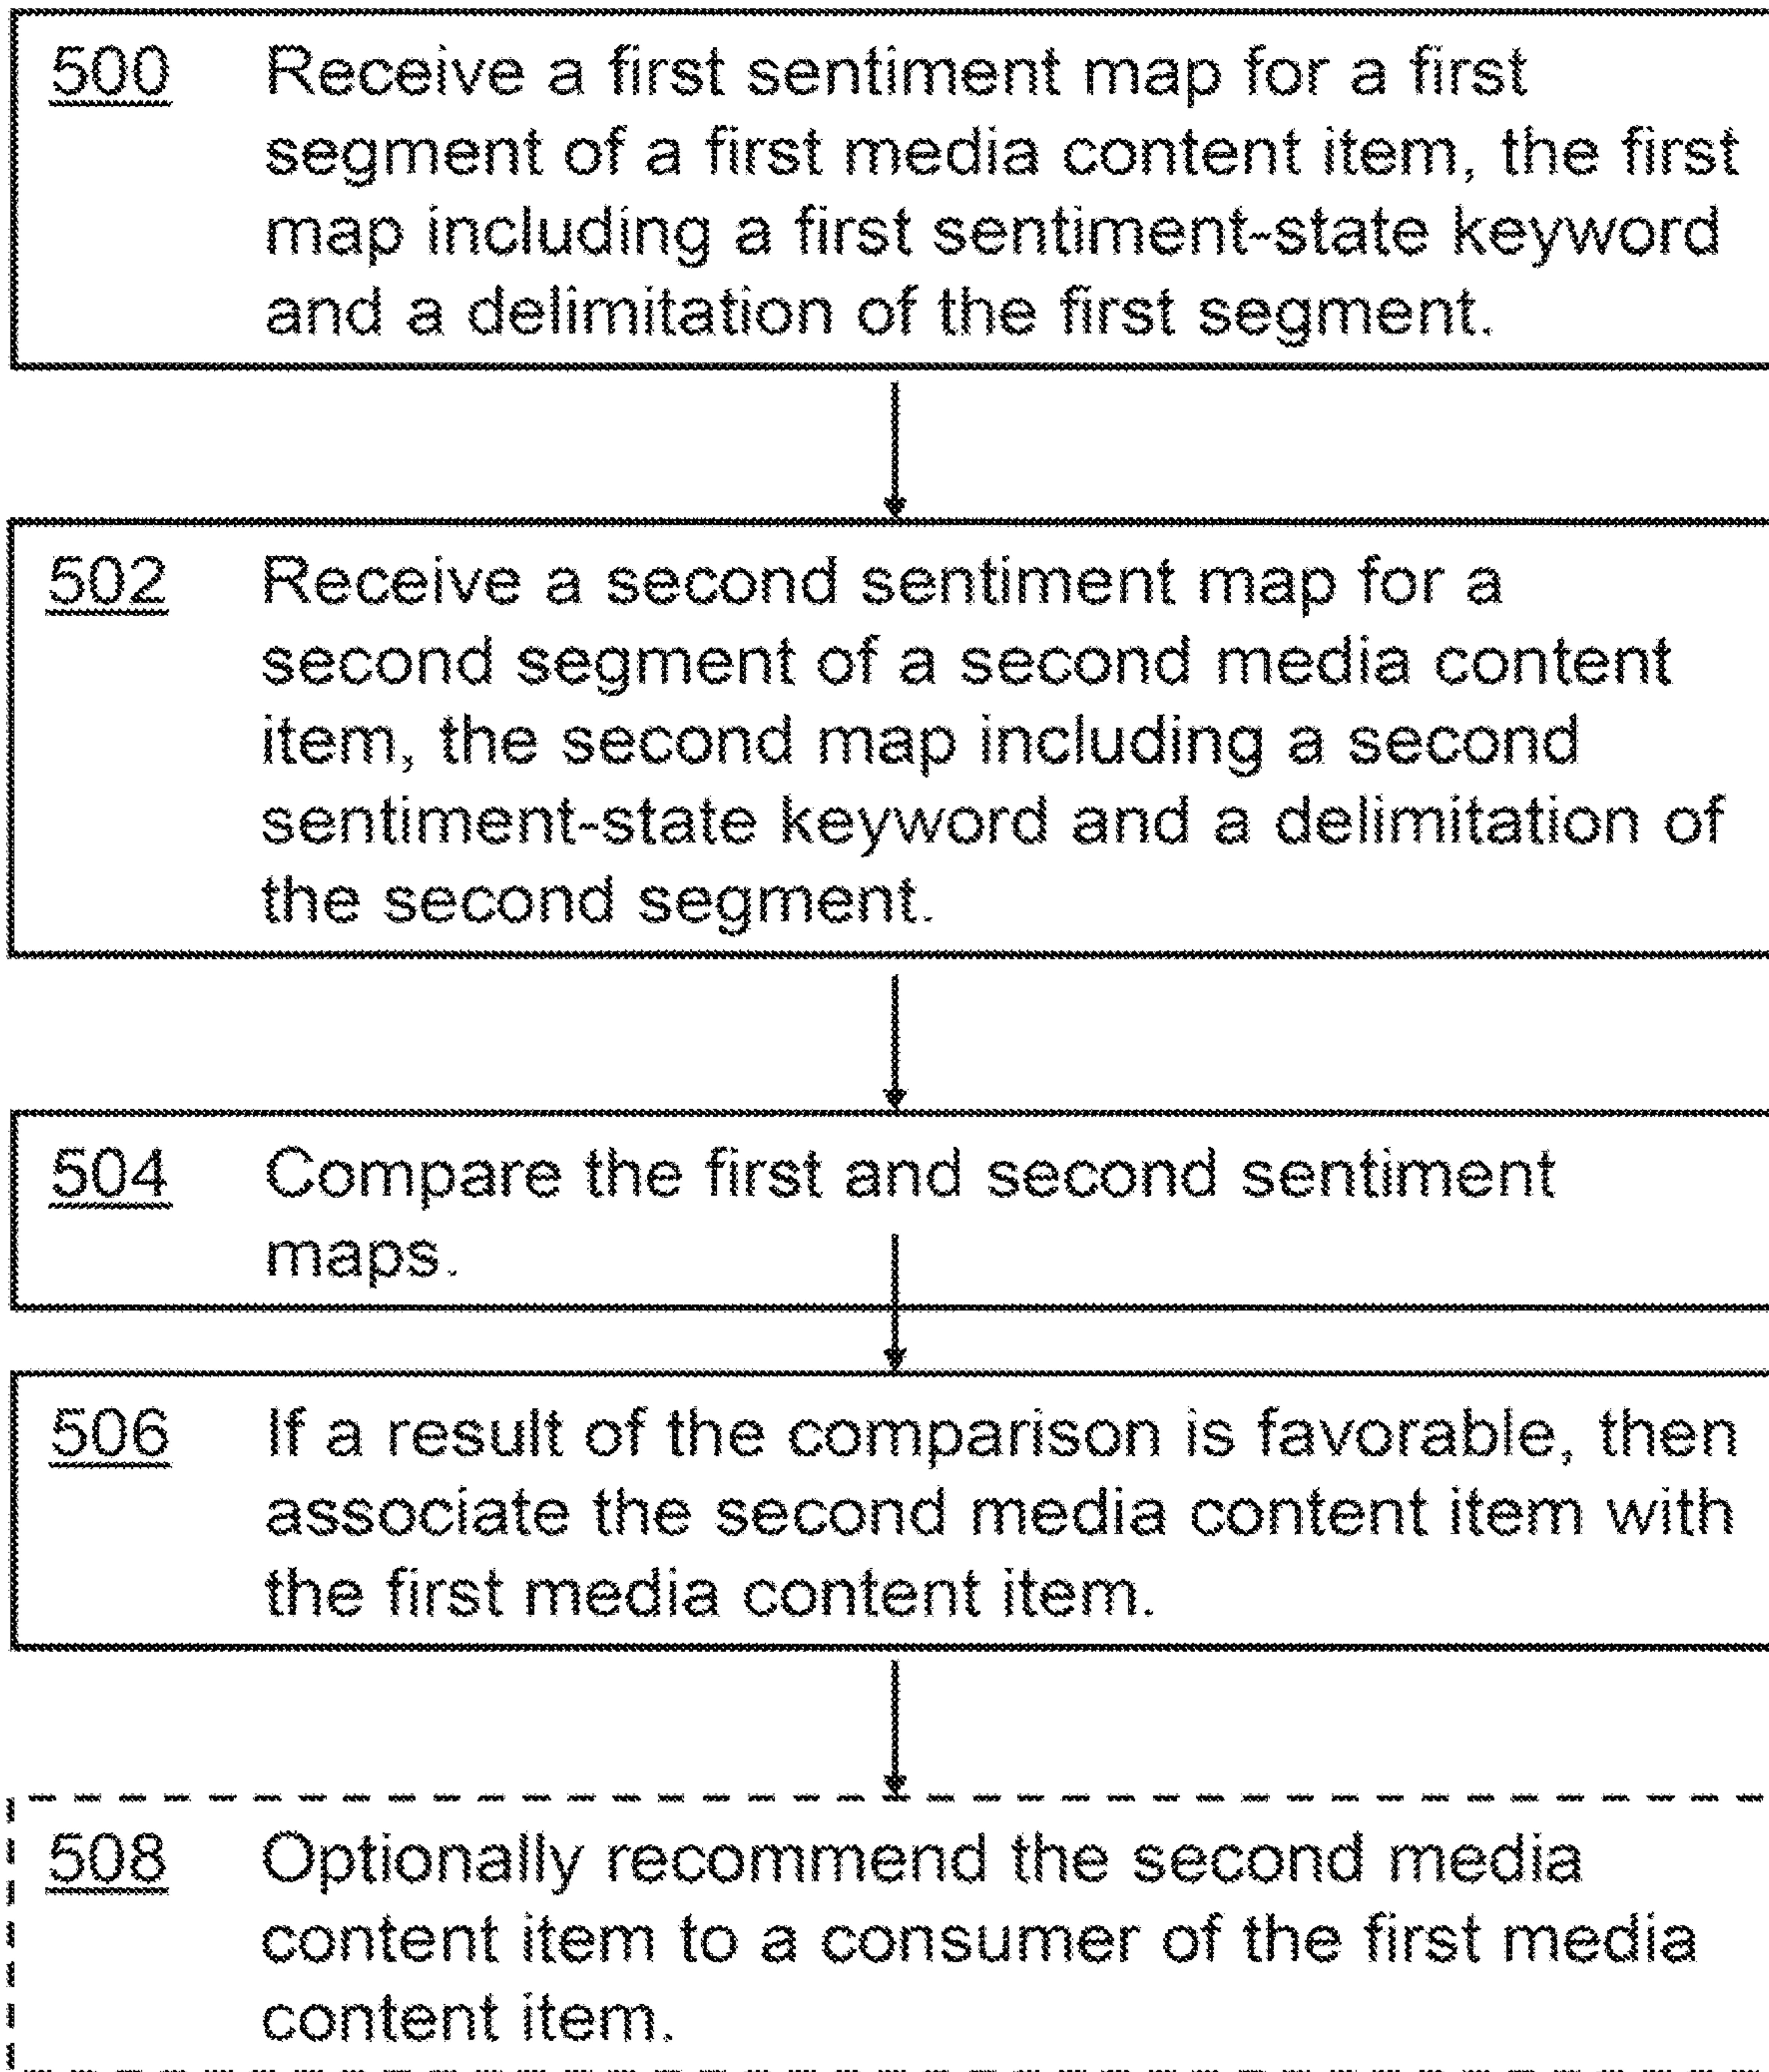 500 Receive a first sentiment map for a first
segment of a first media content item, the first
map including a first sentiment-state keyword
and a delimitation of the first segment.
502 Receive a second sentiment map for a
second segment of a second media content
item, the second map including a second
sentiment-state keyword and a delimitation of
the second segment.
504 Compare the first and second sentiment
maps.
506 If a result of the comparison is favorable, then
associate the second media content item with
the first media content item.
508 Optionally recommend the second media
content item to a consumer of the first media
content item.